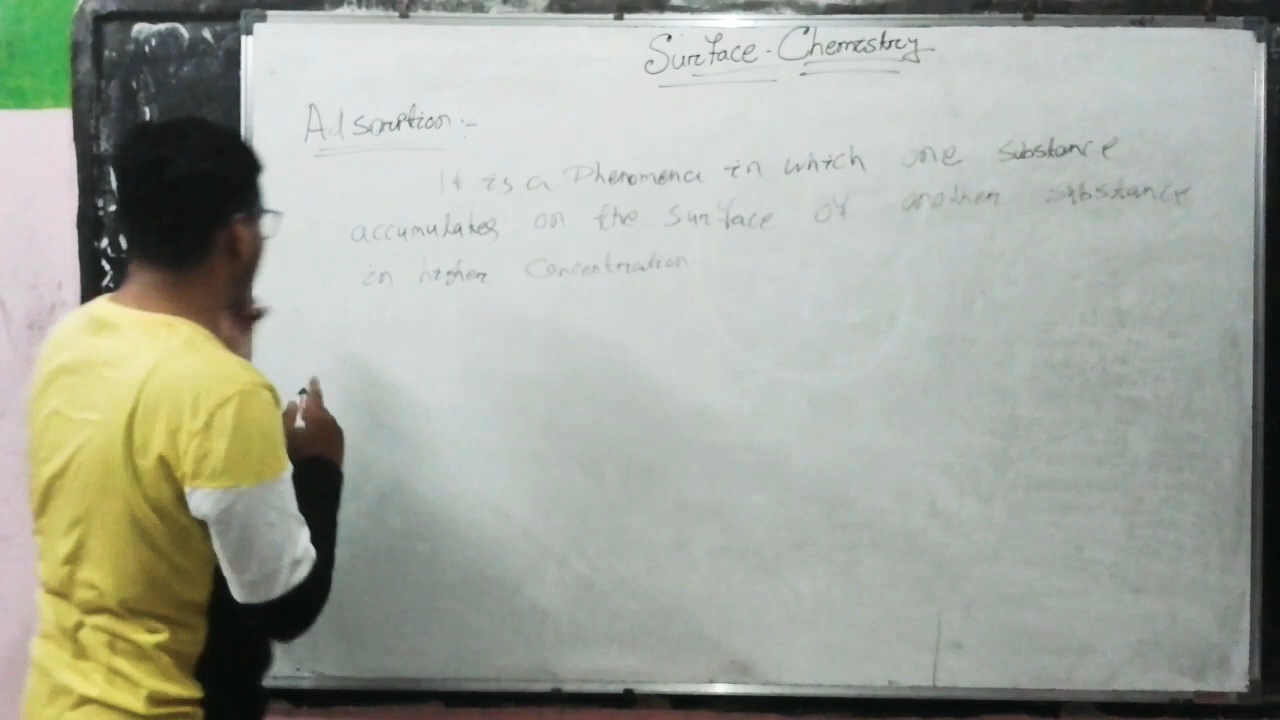 Surface - Chemistry
Adsorption :-
It is a Phenomena in which one substance
accumulates on the surface of another substance
in higher Concentration.